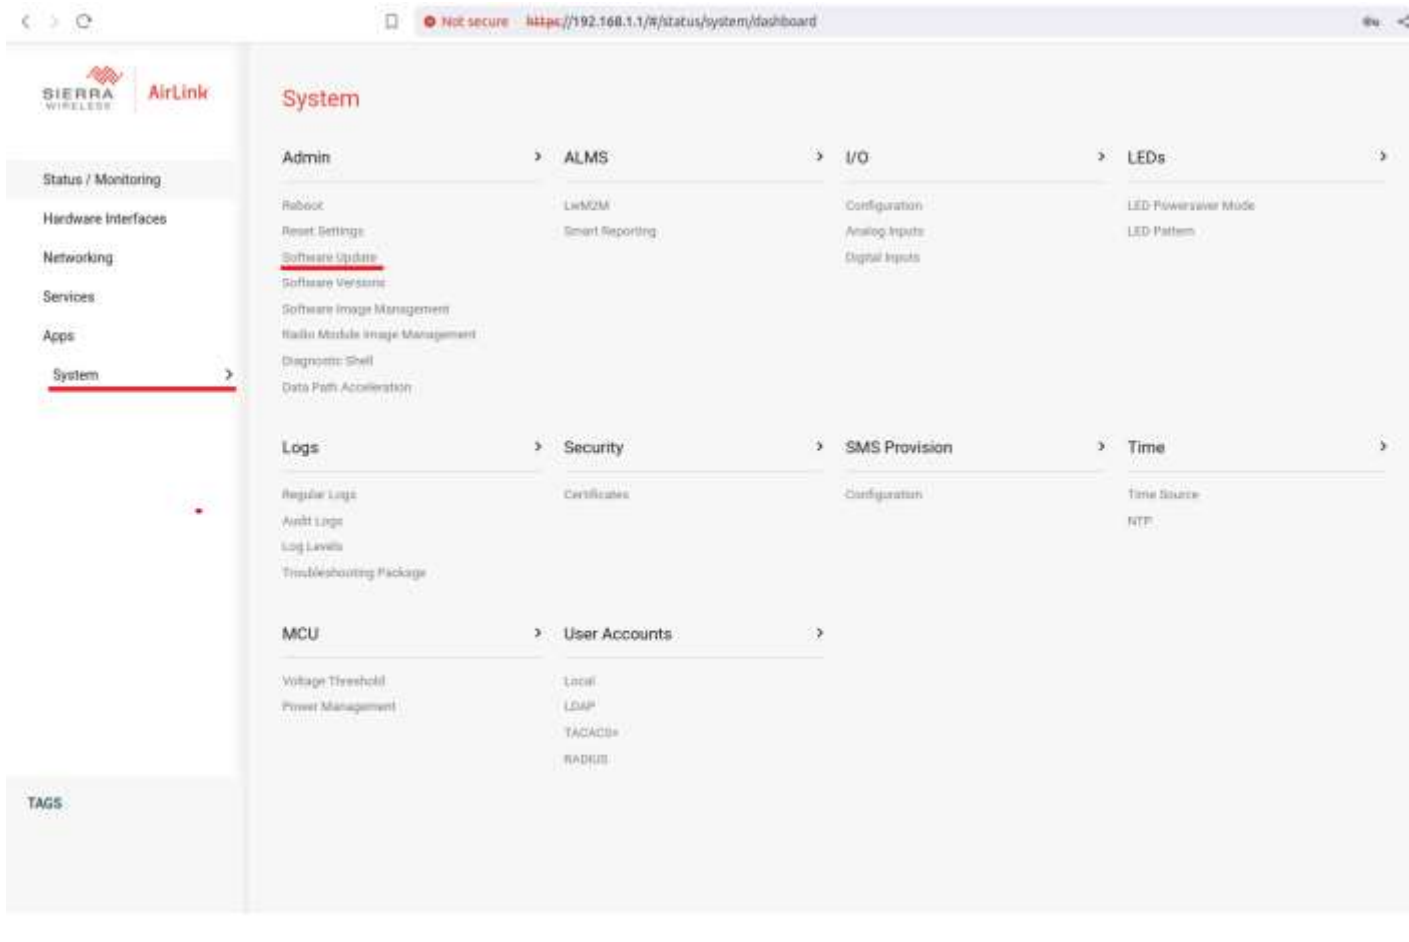 Not secure https://192.168.1.1/#/status/system/dashboard
SIERRA
WIRELESS
AirLink
Status / Monitoring
Hardware Interfaces
Networking
Services
Apps
System
TAGS
System
Admin
Reboot
Reset Settings
Software Update
Software Versions
Software Image Management
Radio Module Image Management
Diagnostic Shell
Data Path Acceleration
ALMS
LwM2M
Smart Reporting
I/O
Configuration
Analog Inputs
Digital Inputs
LEDs
LED Powersaver Mode
LED Pattern
Logs
Regular Logs
Audit Logs
Log Levels
Troubleshooting Package
Security
Certificates
SMS Provision
Configuration
Time
Time Source
NTP
MCU
Voltage Threshold
Power Management
User Accounts
Local
LDAP
TACACS+
RADIUS